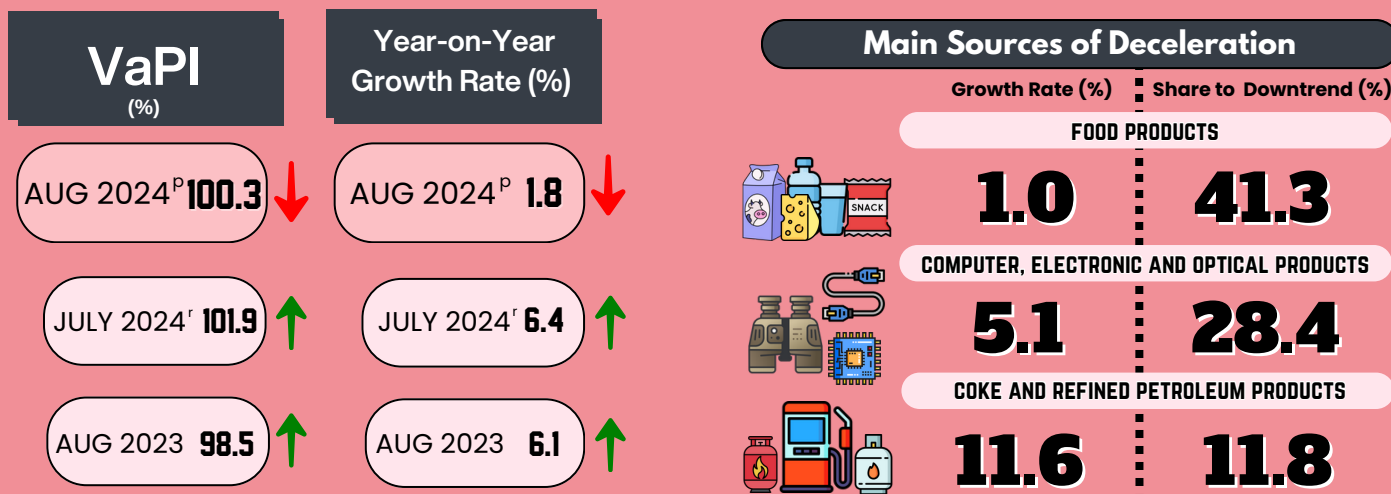 VaPI
(%)
Year-on-Year
Growth Rate (%)
AUG 2024ᵖ 100.3
AUG 2024ᵖ 1.8
JULY 2024ʳ 101.9
JULY 2024ʳ 6.4
AUG 2023 98.5
AUG 2023 6.1
Main Sources of Deceleration
Growth Rate (%) Share to Downtrend (%)
FOOD PRODUCTS
SNACK
1.0 41.3
COMPUTER, ELECTRONIC AND OPTICAL PRODUCTS
5.1 28.4
COKE AND REFINED PETROLEUM PRODUCTS
11.6 11.8